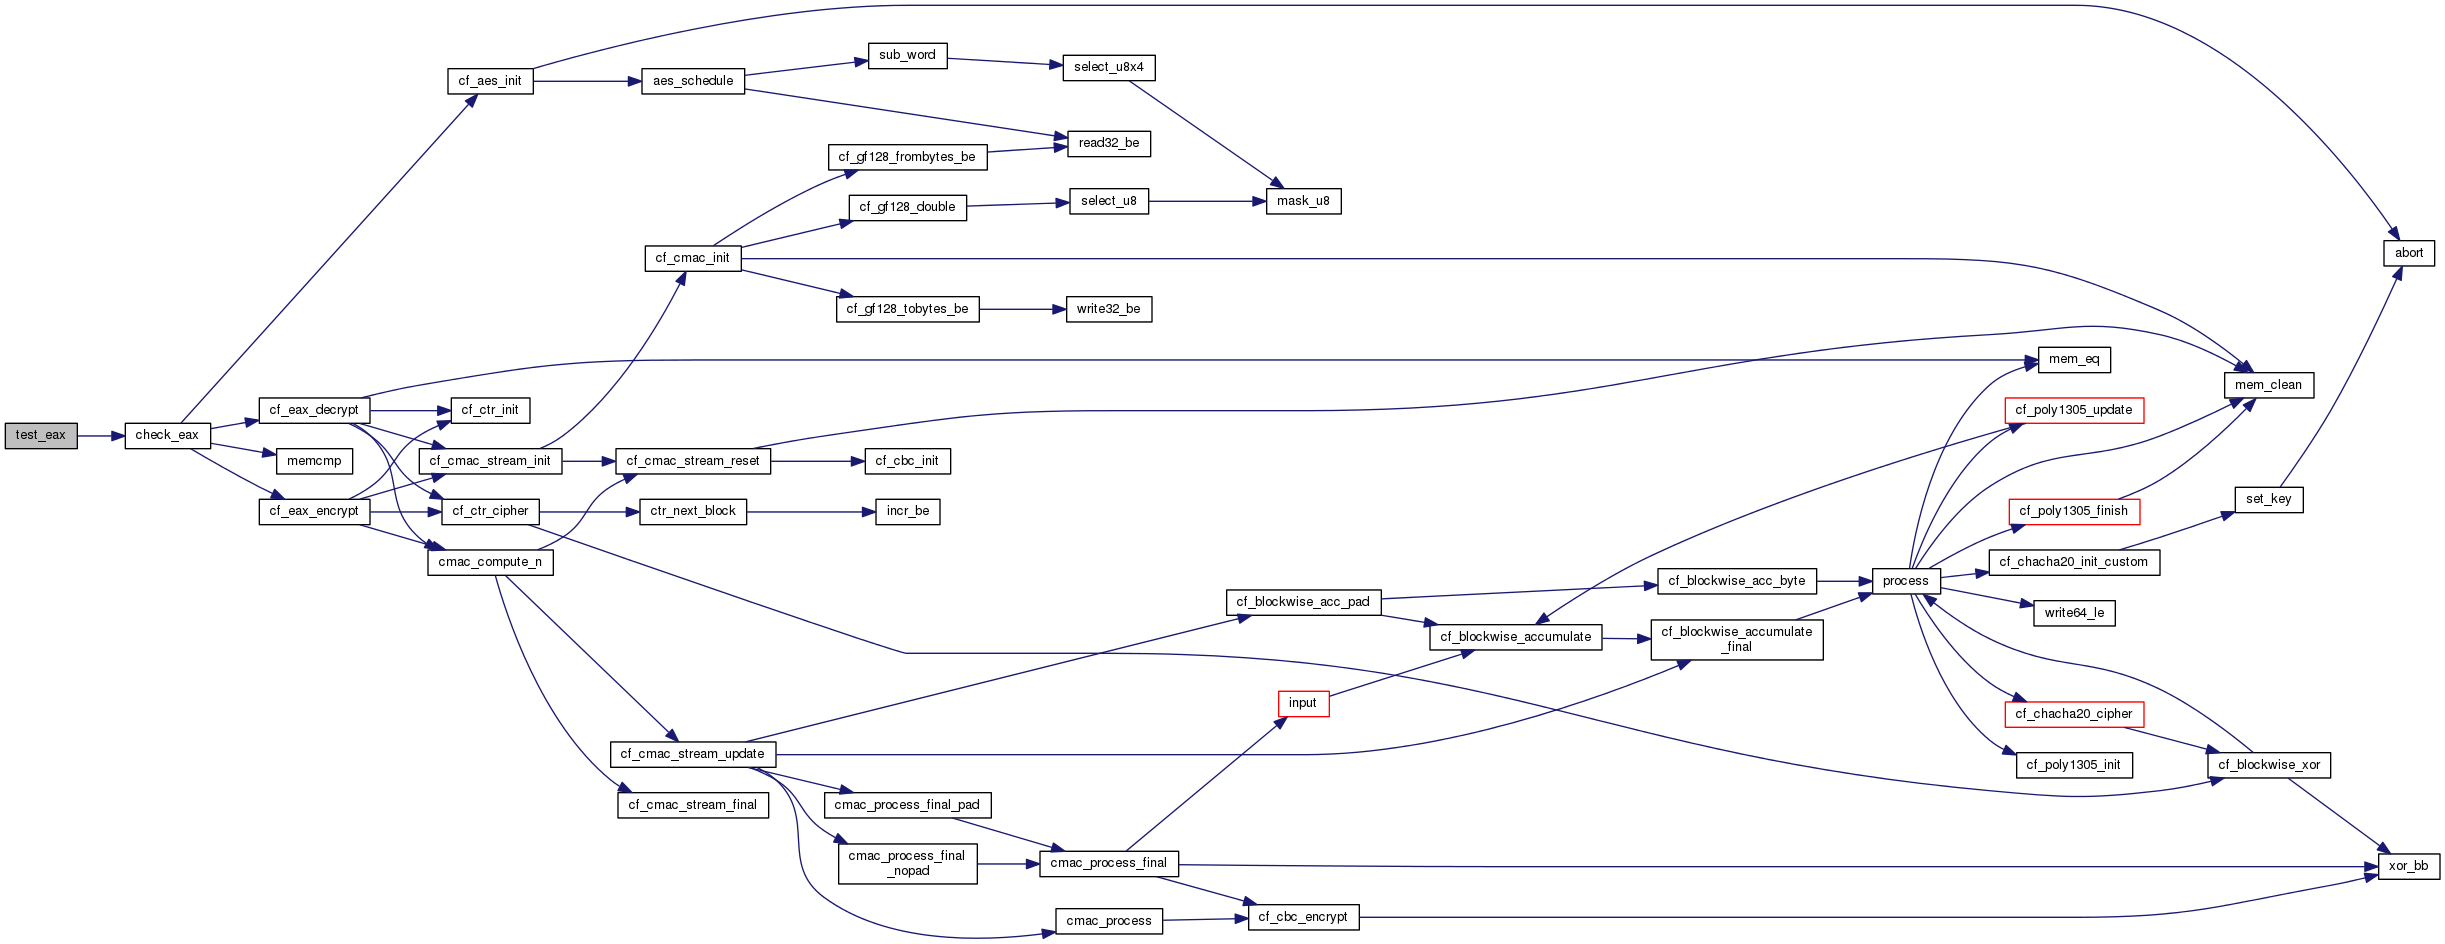 test_eax
check_eax
cf_aes_init
cf_eax_decrypt
memcmp
cf_eax_encrypt
cf_ctr_init
cf_cmac_stream_init
cf_ctr_cipher
cmac_compute_n
aes_schedule
cf_cmac_init
cf_cmac_stream_reset
ctr_next_block
cf_cmac_stream_update
cf_cmac_stream_final
sub_word
cf_gf128_frombytes_be
cf_gf128_double
cf_gf128_tobytes_be
cf_cbc_init
incr_be
cmac_process_final_pad
cmac_process_final
_nopad
select_u8x4
read32_be
select_u8
write32_be
cmac_process_final
cmac_process
mask_u8
cf_blockwise_acc_pad
input
cf_cbc_encrypt
cf_blockwise_accumulate
cf_blockwise_acc_byte
cf_blockwise_accumulate
_final
process
mem_eq
cf_poly1305_update
cf_poly1305_finish
cf_chacha20_init_custom
write64_le
cf_chacha20_cipher
cf_poly1305_init
mem_clean
set_key
cf_blockwise_xor
abort
xor_bb